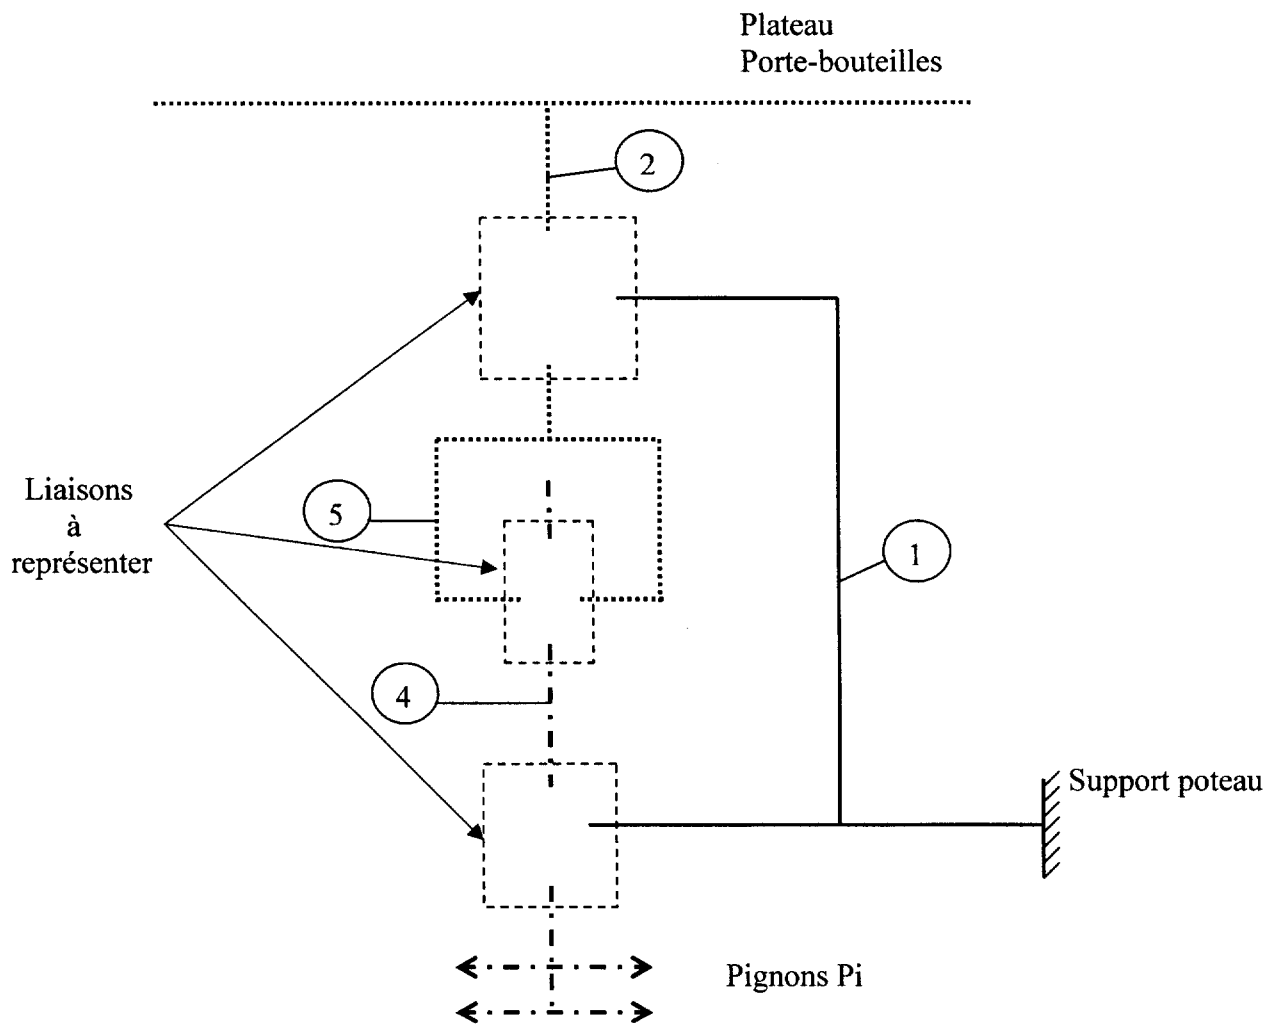 Plateau
Porte-bouteilles
2
Liaisons
à
représenter
5
1
4
Support poteau
Pignons Pi